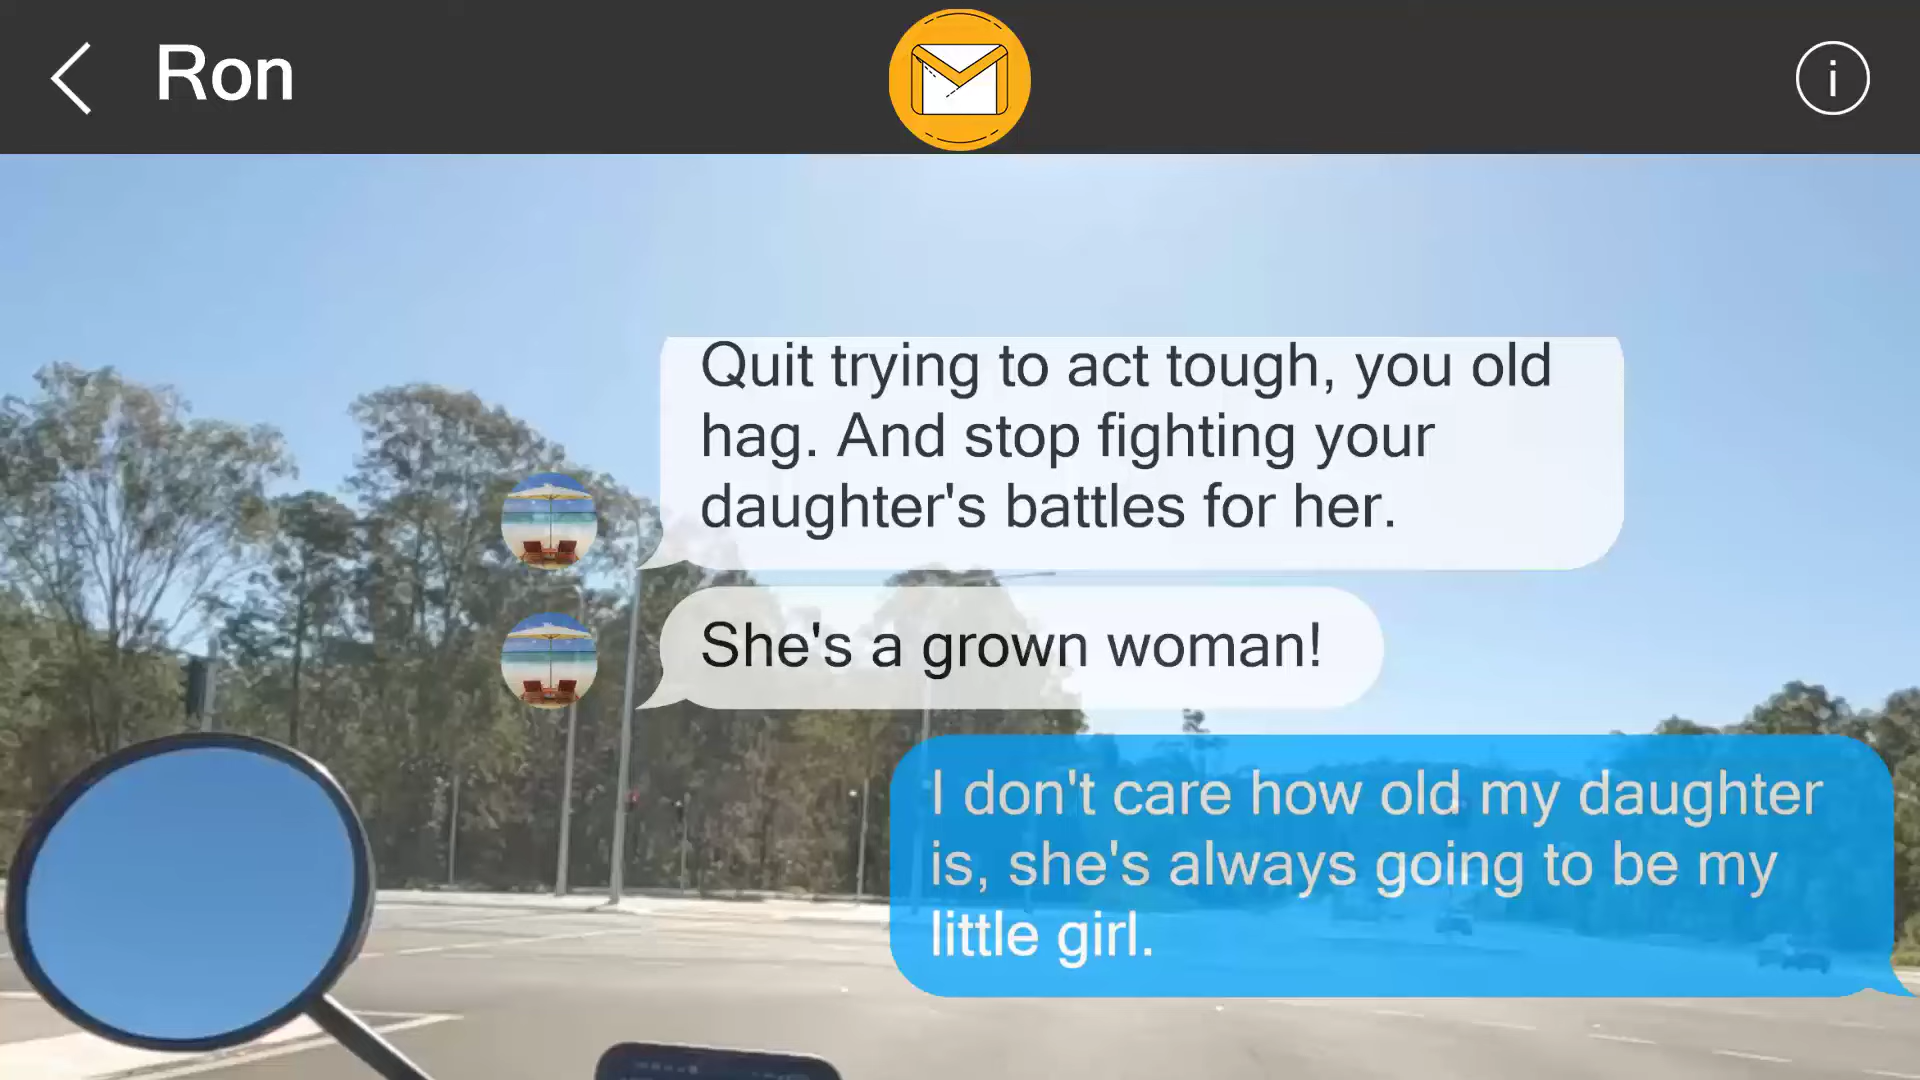 Ron
Quit trying to act tough, you old
hag. And stop fighting your
daughter's battles for her.
She's a grown woman!
I don't care how old my daughter
is, she's always going to be my
little girl.